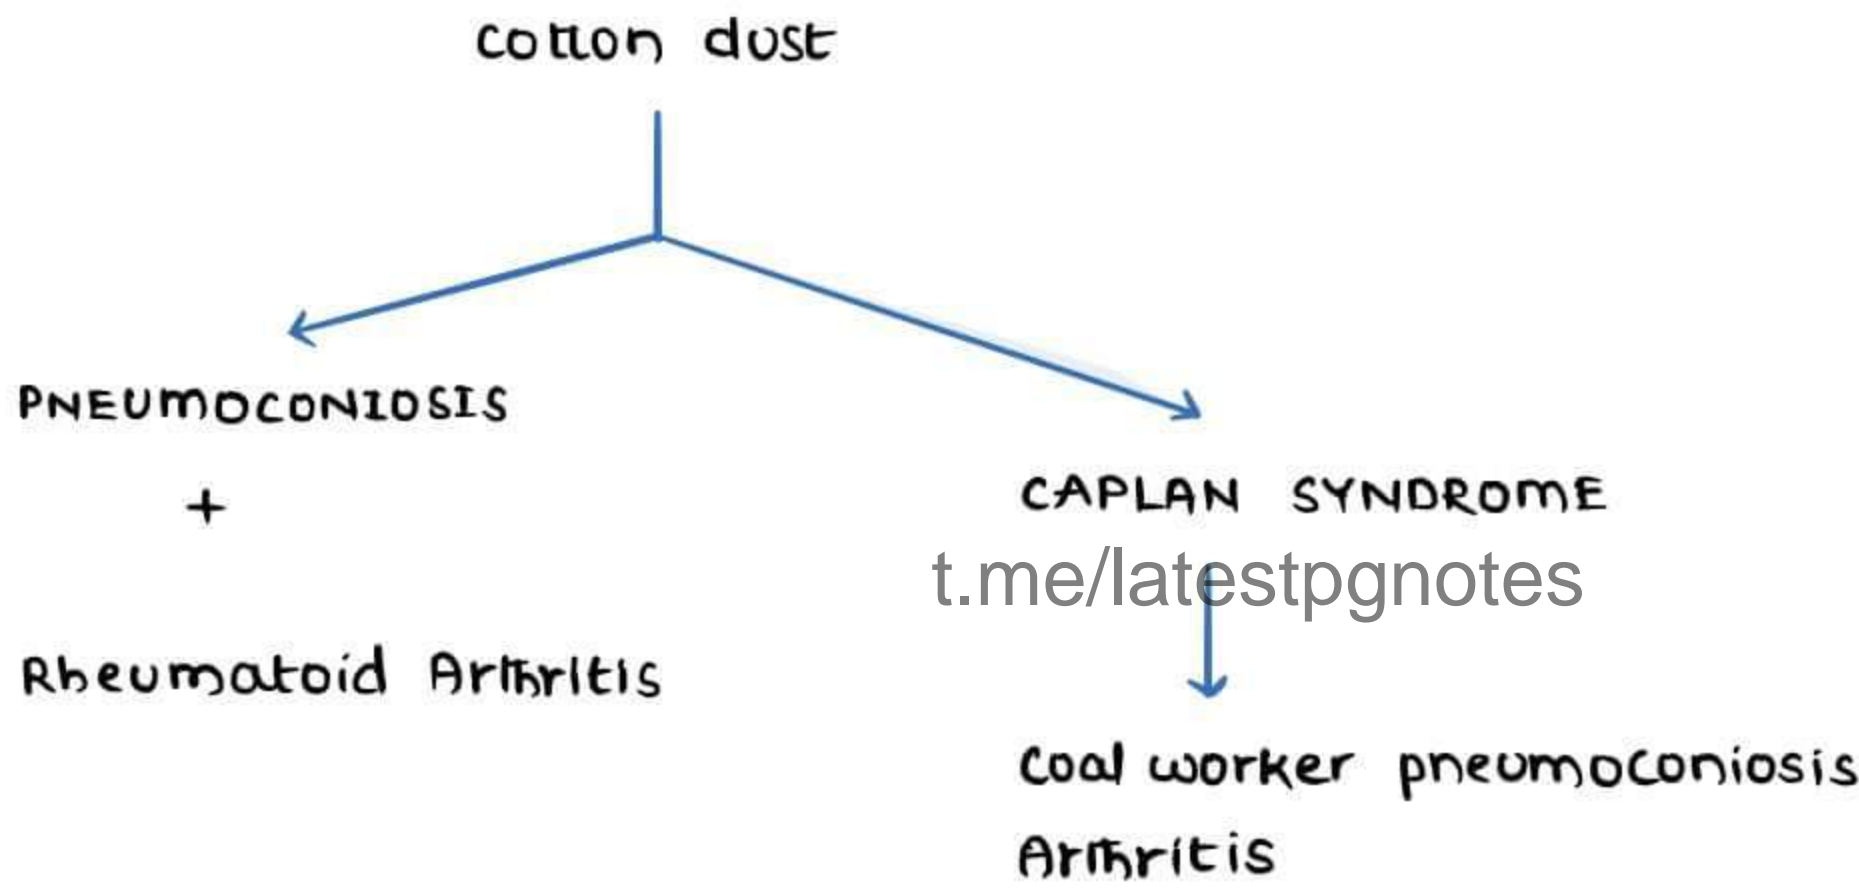 Cotton dust
PNEUMOCONIOSIS
+
Rheumatoid Arthritis
CAPLAN SYNDROME
t.me/latestpgnotes
Coal worker pneumoconiosis
Arthritis